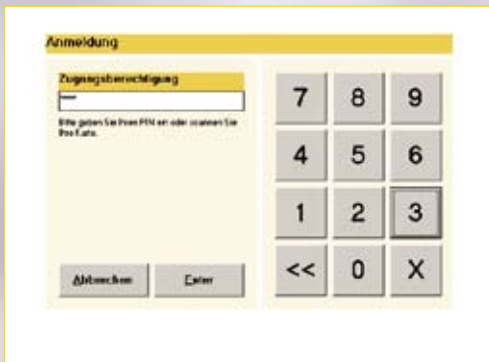 Anmeldung
Zugangsberechtigung
Bitte geben Sie Ihren PIN ein oder scannen Sie
Ihre Karte.
7 8 9
4 5 6
1 2 3
<< 0 X
Abbrechen Enter